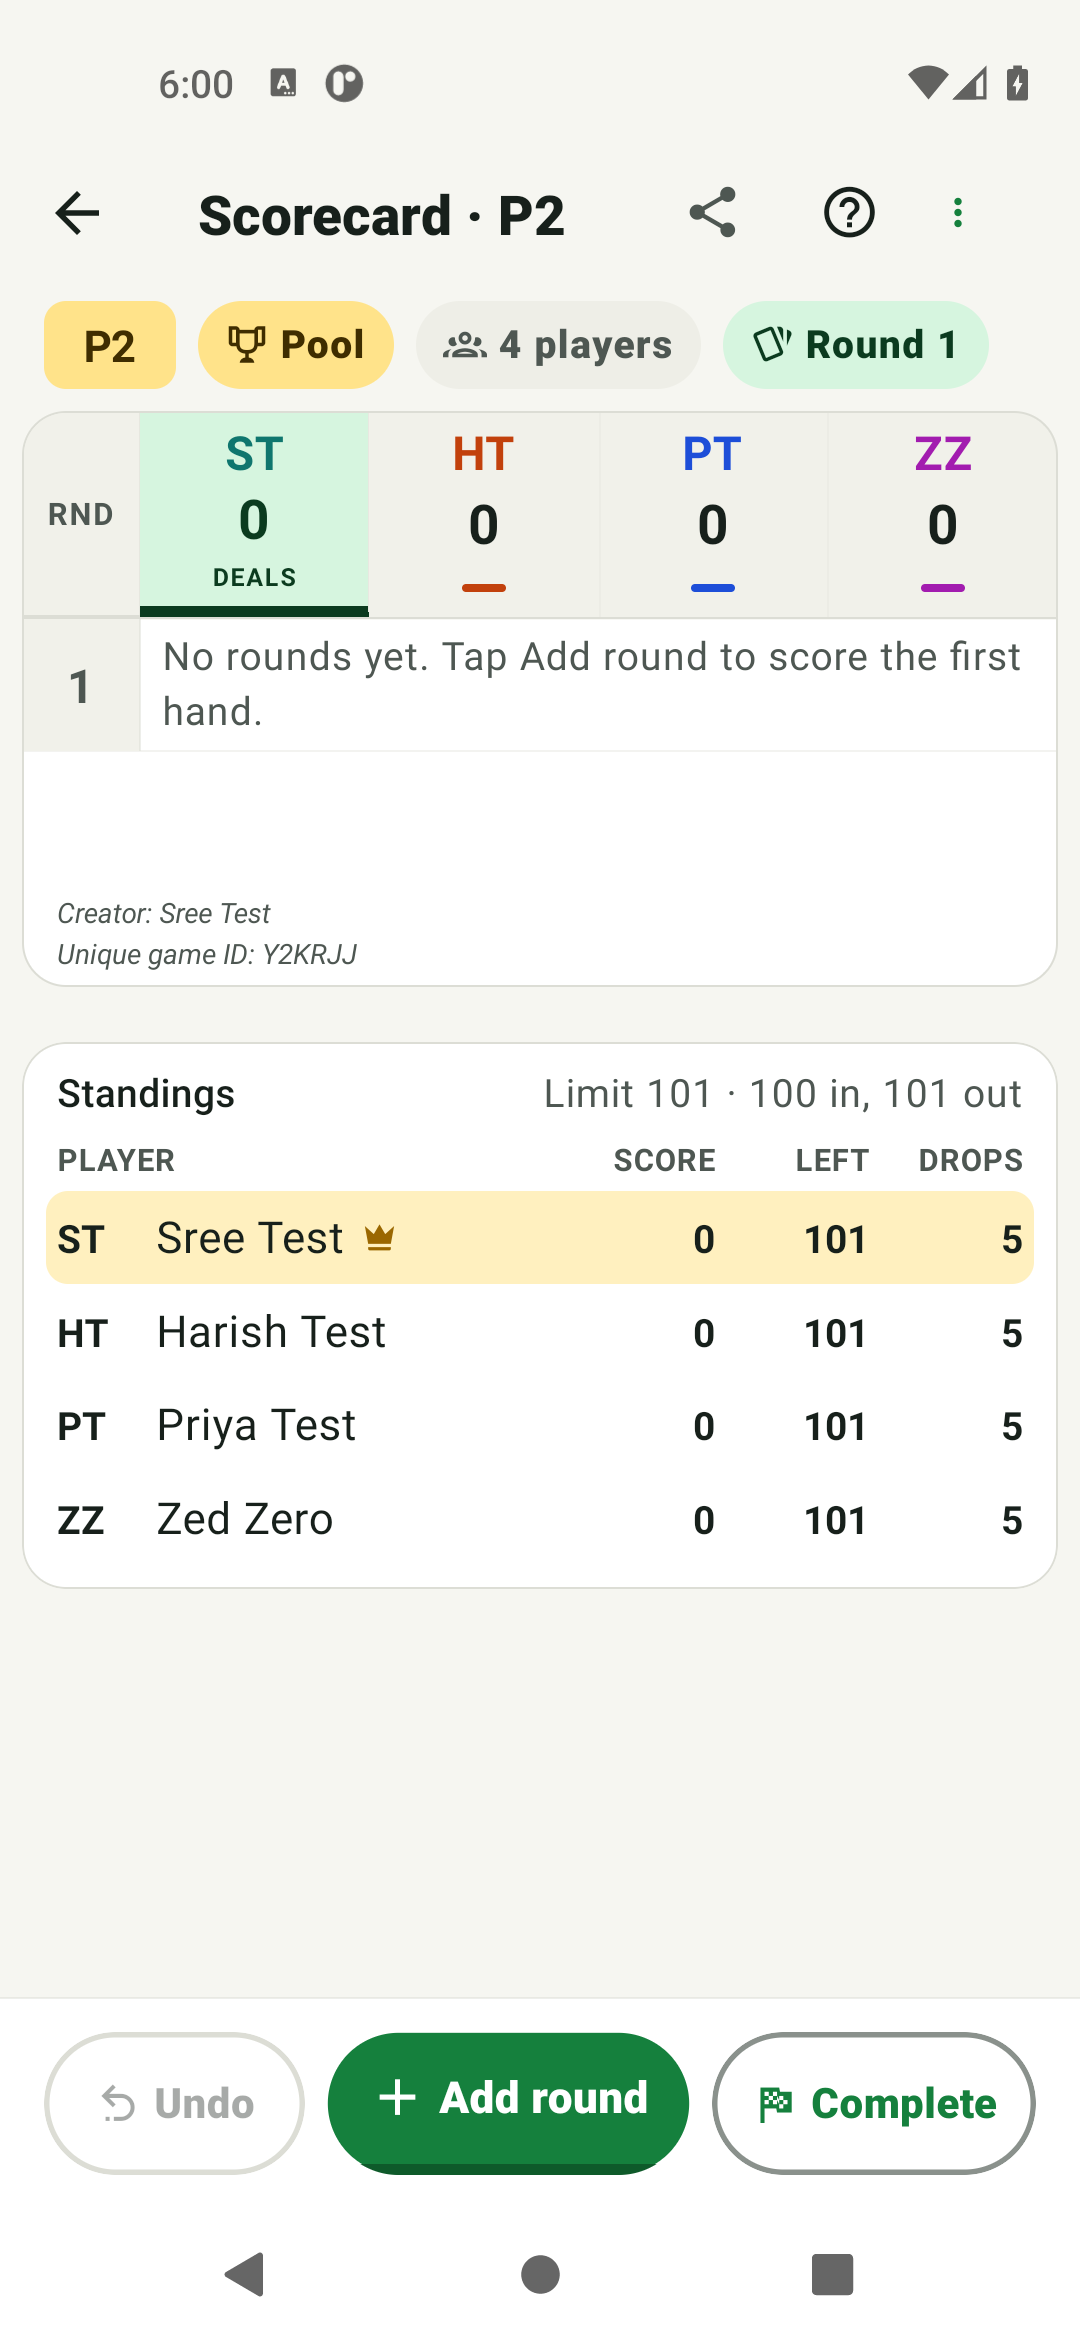 6:00
Scorecard · P2
P2 Pool 4 players Round 1
RND ST HT PT ZZ
0 0 0 0
DEALS
1 No rounds yet. Tap Add round to score the first
hand.
Creator: Sree Test
Unique game ID: Y2KRJJ
Standings Limit 101 · 100 in, 101 out
PLAYER SCORE LEFT DROPS
ST Sree Test 0 101 5
HT Harish Test 0 101 5
PT Priya Test 0 101 5
ZZ Zed Zero 0 101 5
Undo Add round Complete